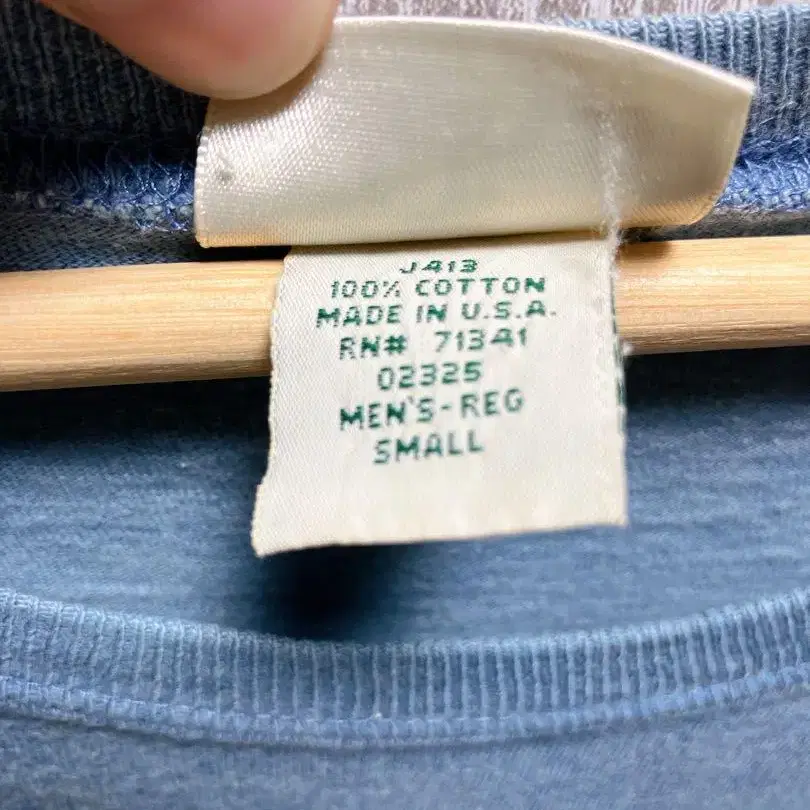 J413
100% COTTON
MADE IN U.S.A.
RN# 71341
02325
MEN'S-REG
SMALL